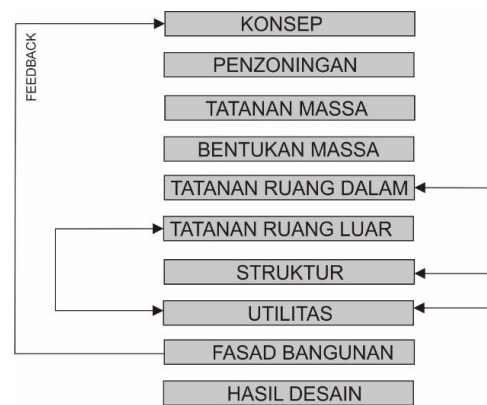 KONSEP
FEEDBACK
PENZONINGAN
TATANAN MASSA
BENTUKAN MASSA
TATANAN RUANG DALAM
TATANAN RUANG LUAR
STRUKTUR
UTILITAS
FASAD BANGUNAN
HASIL DESAIN